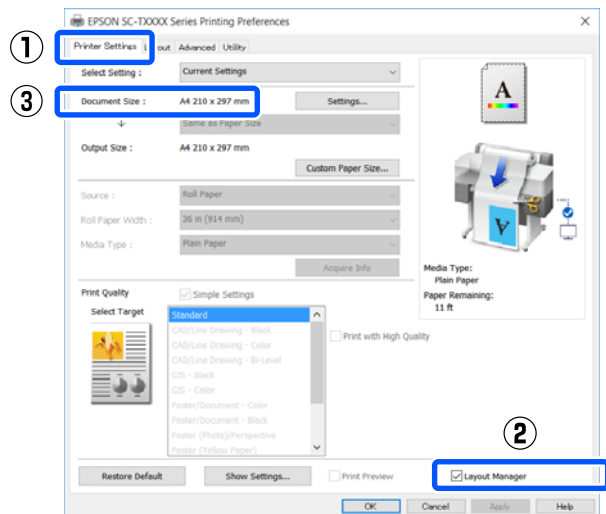 EPSON SC-TXXXX Series Printing Preferences
①
Printer Settings Layout Advanced Utility
Select Setting : Current Settings
③
Document Size : A4 210 x 297 mm Settings...
Same as Paper Size
Output Size : A4 210 x 297 mm
Custom Paper Size...
Source : Roll Paper
Roll Paper Width : 36 in (914 mm)
Media Type : Plain Paper
Acquire Info
A
A
Media Type:
Plain Paper
Paper Remaining:
11 ft
Print Quality Simple Settings
Select Target
Standard
CAD/Line Drawing - Black
CAD/Line Drawing - Color
CAD/Line Drawing - Bi-Level
GIS - Black
GIS - Color
Poster/Document - Color
Poster/Document - Black
Poster (Photo)/Perspective
Poster (Yellow Paper)
Print with High Quality
②
Restore Default Show Settings... Print Preview Layout Manager
OK Cancel Apply Help